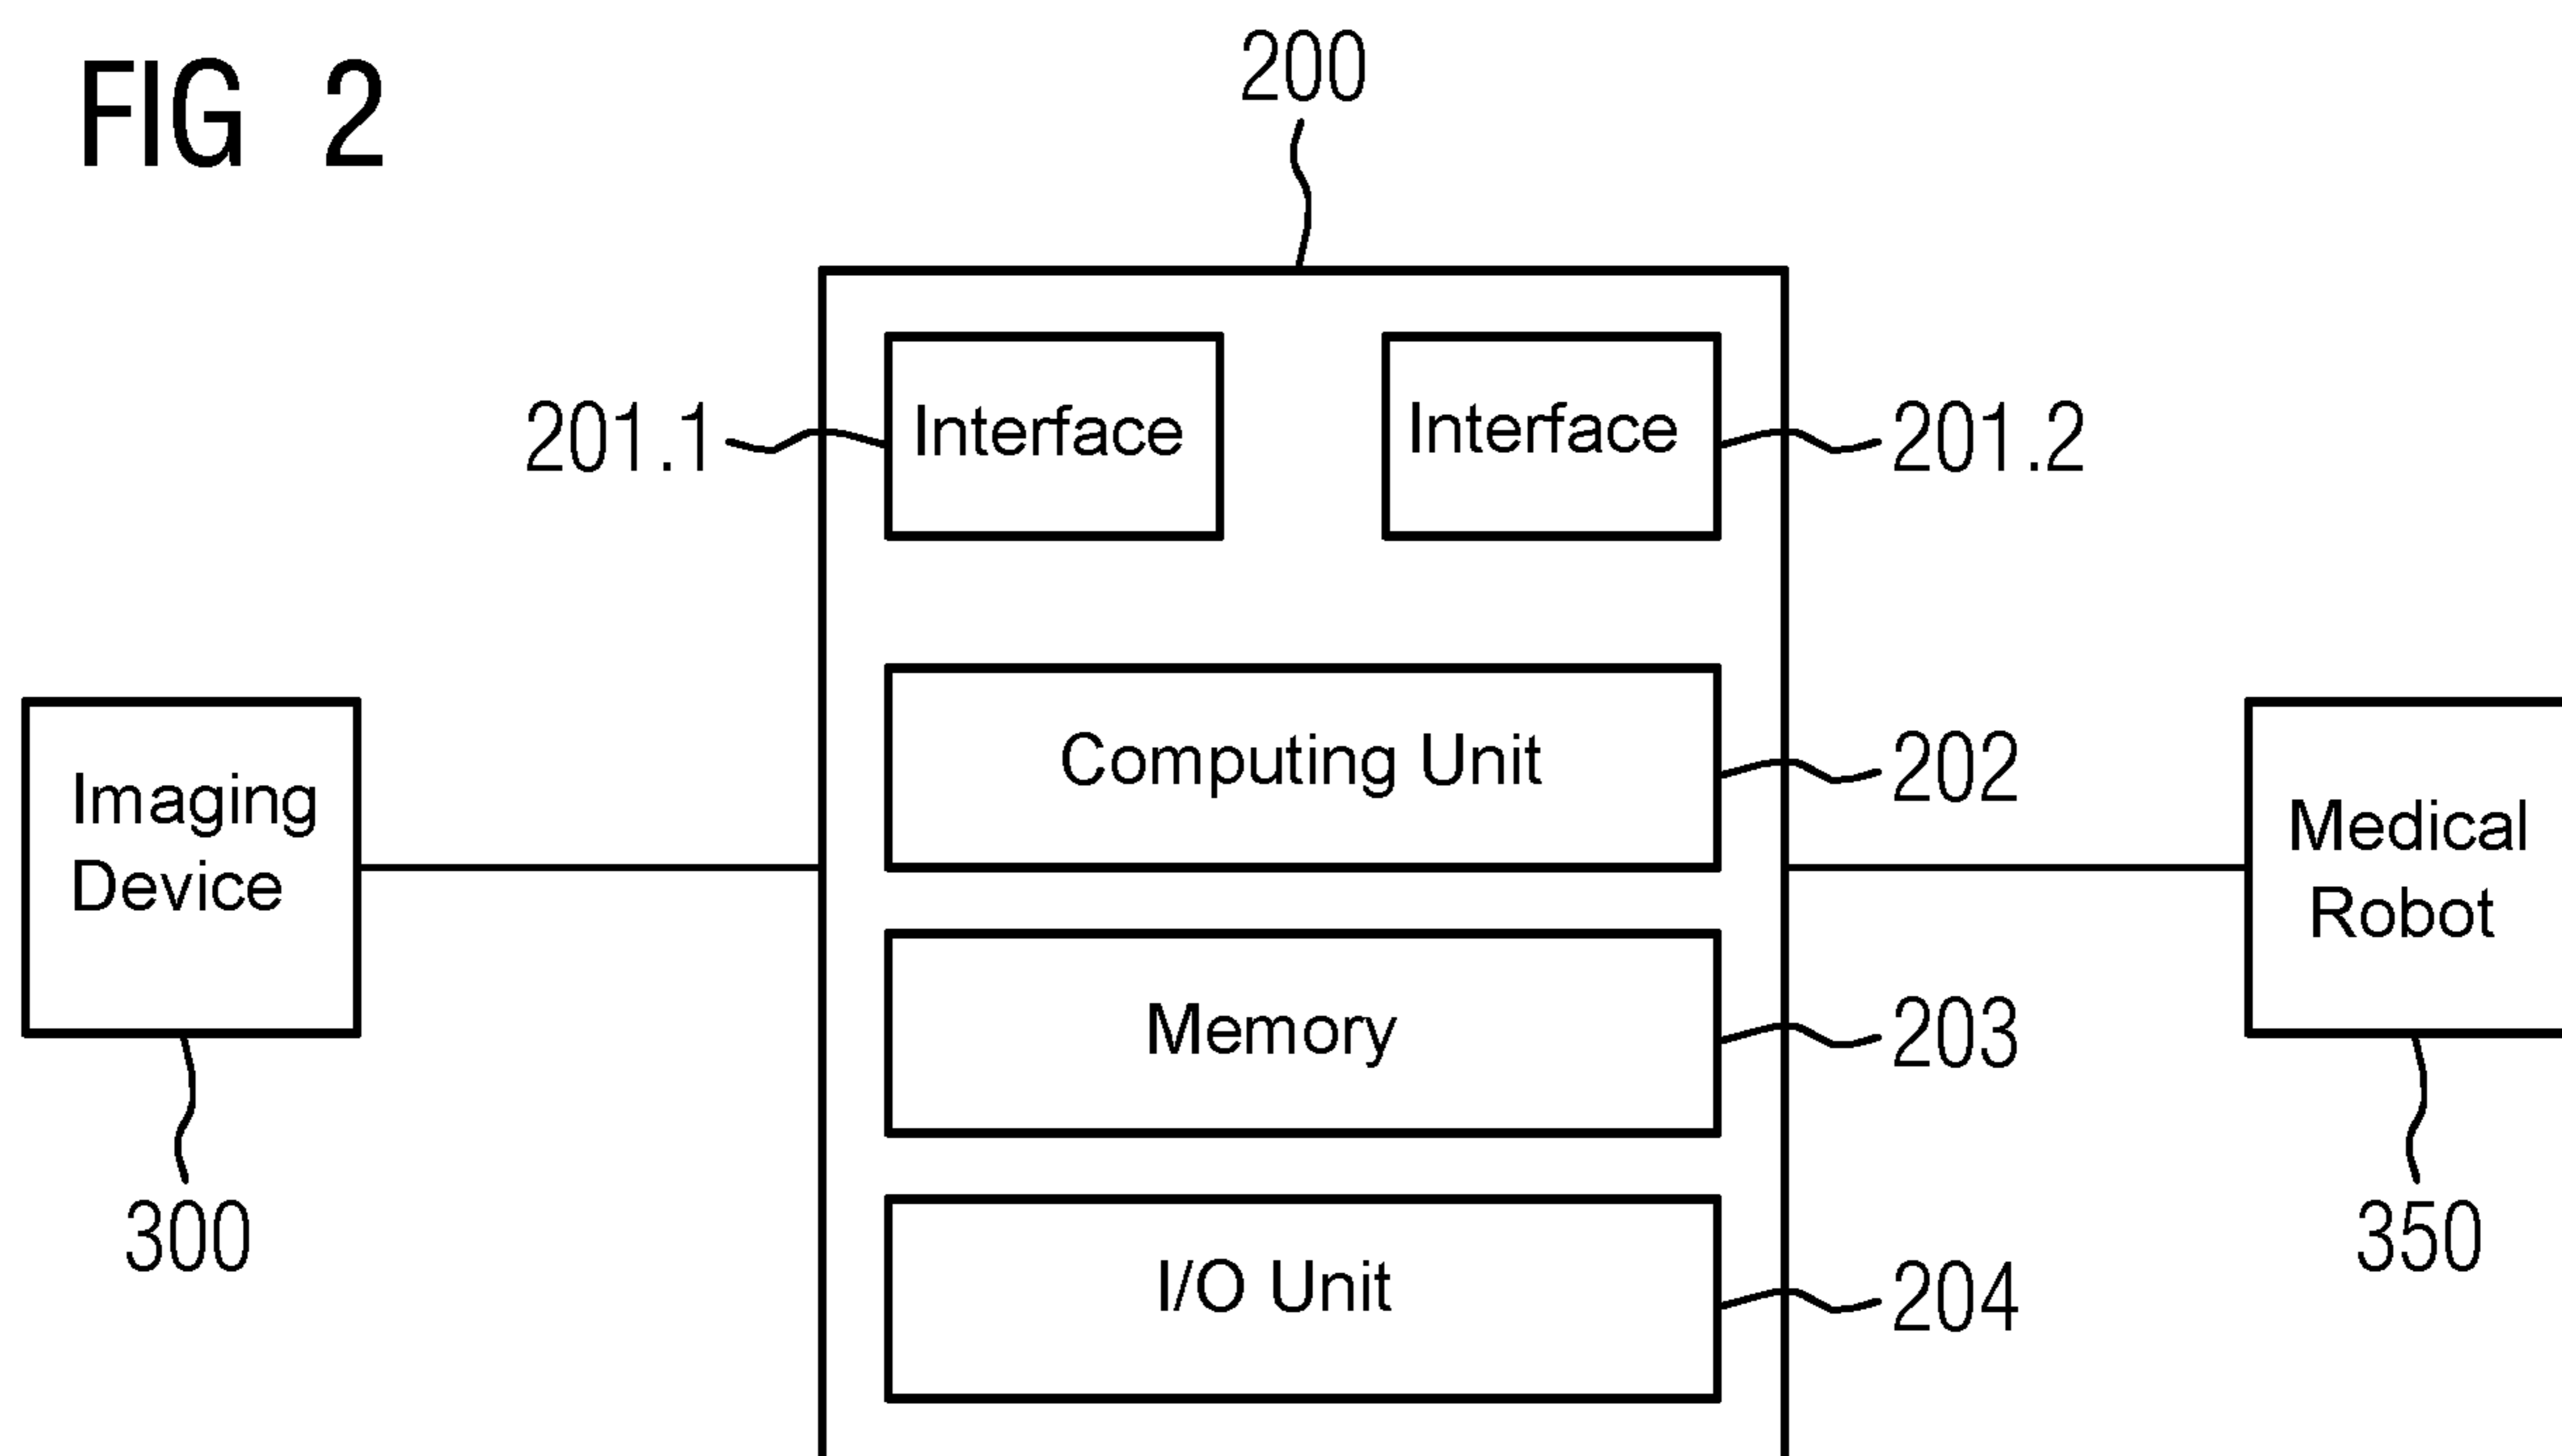 FIG 2
200
Interface
Interface
201.1
201.2
Computing Unit
202
Imaging
Device
Medical
Robot
Memory
203
300
350
I/O Unit
204